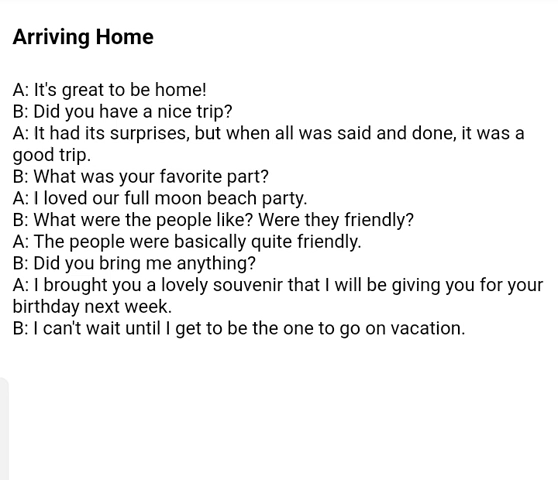 Arriving Home
A: It's great to be home!
B: Did you have a nice trip?
A: It had its surprises, but when all was said and done, it was a
good trip.
B: What was your favorite part?
A: I loved our full moon beach party.
B: What were the people like? Were they friendly?
A: The people were basically quite friendly.
B: Did you bring me anything?
A: I brought you a lovely souvenir that I will be giving you for your
birthday next week.
B: I can't wait until I get to be the one to go on vacation.